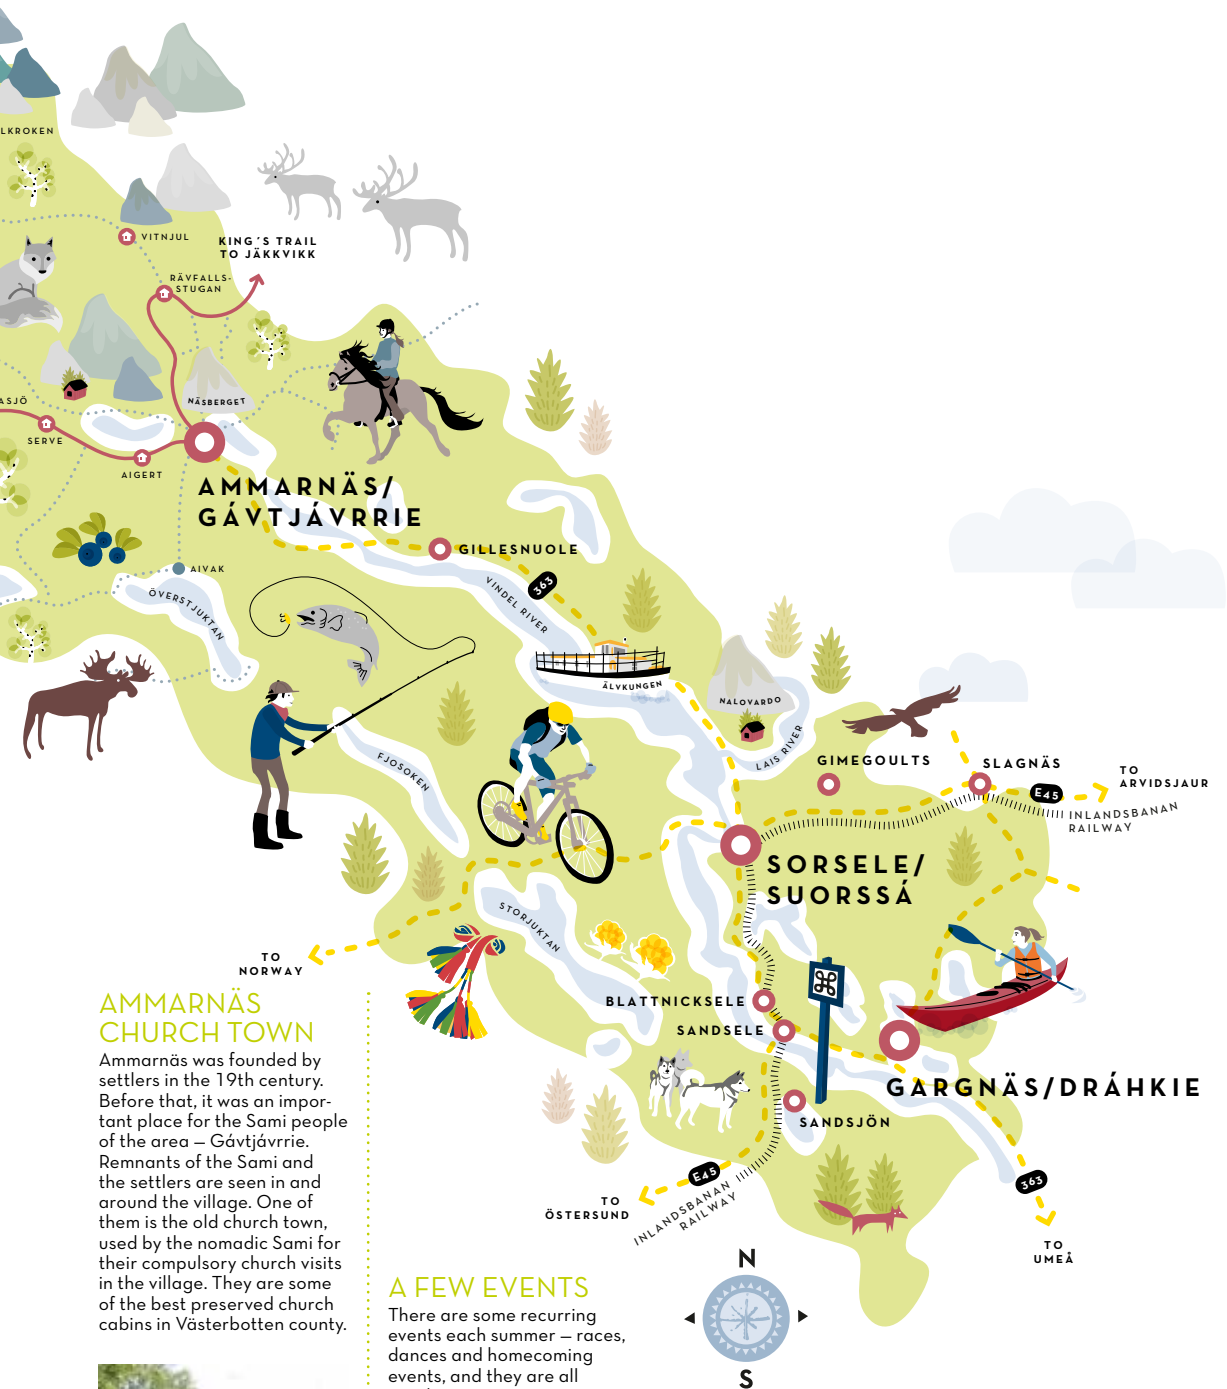 LKROKEN
VITNJUL
KING´S TRAIL
TO JÄKKVIKK
RÄVFALLS-
STUGAN
NÄSBERGET
ASJÖ
SERVE
AIGERT
AMMARNÄS/
GÁVTJÁVRRIE
GILLESNUOLE
363
VINDEL RIVER
AIVAK
ÖVERSTJUKTAN
ÄLVKUNGEN
NALOVARDO
LAIS RIVER
FJOSOKEN
GIMEGOULTS
SLAGNÄS
E45
TO
ARVIDSJAUR
INLANDSBANAN
RAILWAY
SORSELE/
SUORSSÁ
STORJUKTAN
TO
NORWAY
BLATTNICKSELE
SANDSELE
GARGNÄS/DRÁHKIE
SANDSJÖN
E45
363
TO
ÖSTERSUND
INLANDSBANAN
RAILWAY
TO
UMEÅ
N
S
AMMARNÄS
CHURCH TOWN
Ammarnäs was founded by
settlers in the 19th century.
Before that, it was an impor-
tant place for the Sami people
of the area – Gávtjávrrie.
Remnants of the Sami and
the settlers are seen in and
around the village. One of
them is the old church town,
used by the nomadic Sami for
their compulsory church visits
in the village. They are some
of the best preserved church
cabins in Västerbotten county.
A FEW EVENTS
There are some recurring
events each summer – races,
dances and homecoming
events, and they are all